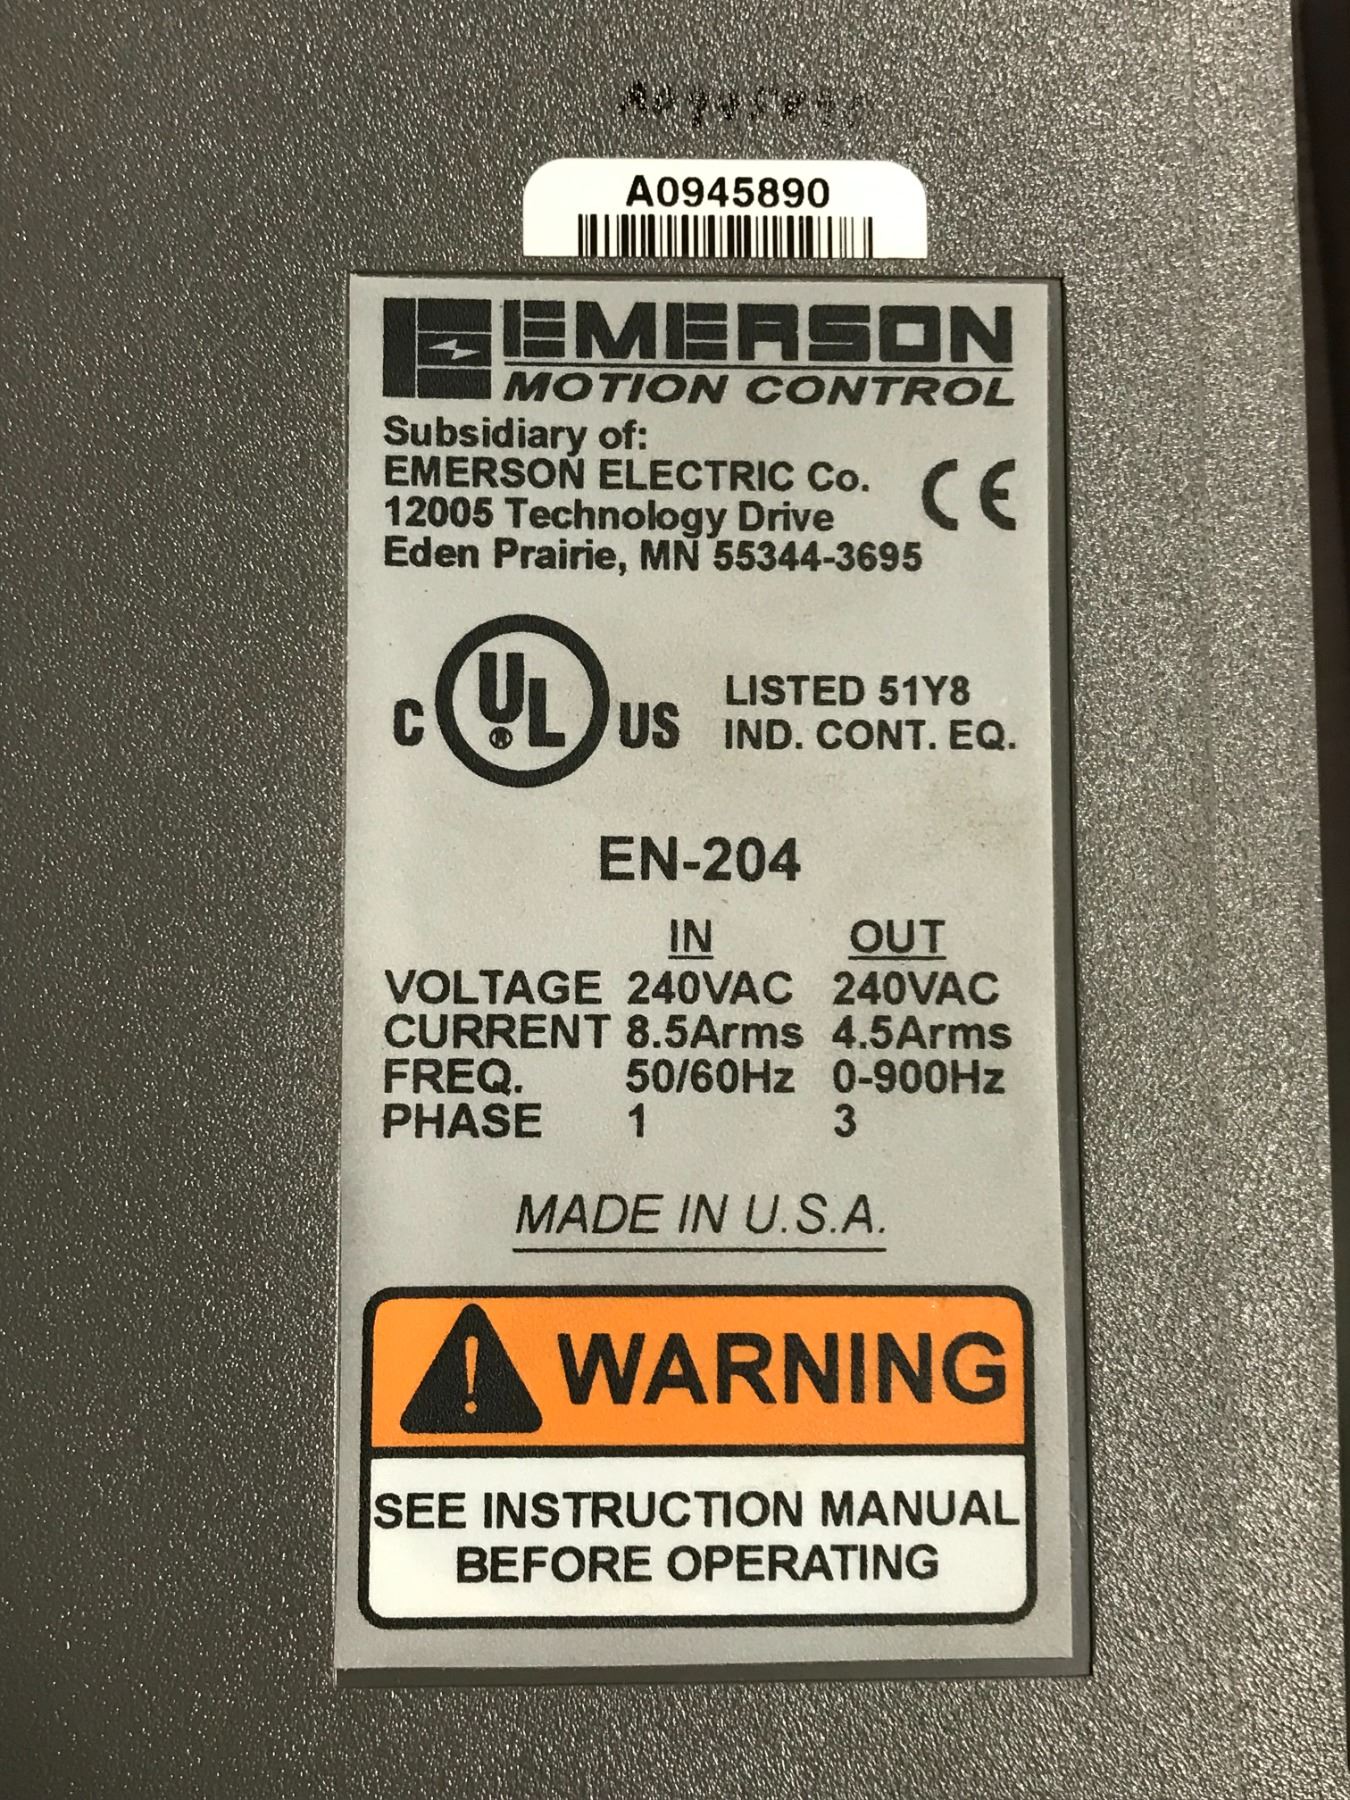 A0945890
EMERSON
MOTION CONTROL
Subsidiary of:
EMERSON ELECTRIC Co.
12005 Technology Drive
Eden Prairie, MN 55344-3695
CE
C UL® US
LISTED 51Y8
IND. CONT. EQ.
EN-204
IN OUT
VOLTAGE 240VAC 240VAC
CURRENT 8.5Arms 4.5Arms
FREQ. 50/60Hz 0-900Hz
PHASE 1 3
MADE IN U.S.A.
! WARNING
SEE INSTRUCTION MANUAL
BEFORE OPERATING